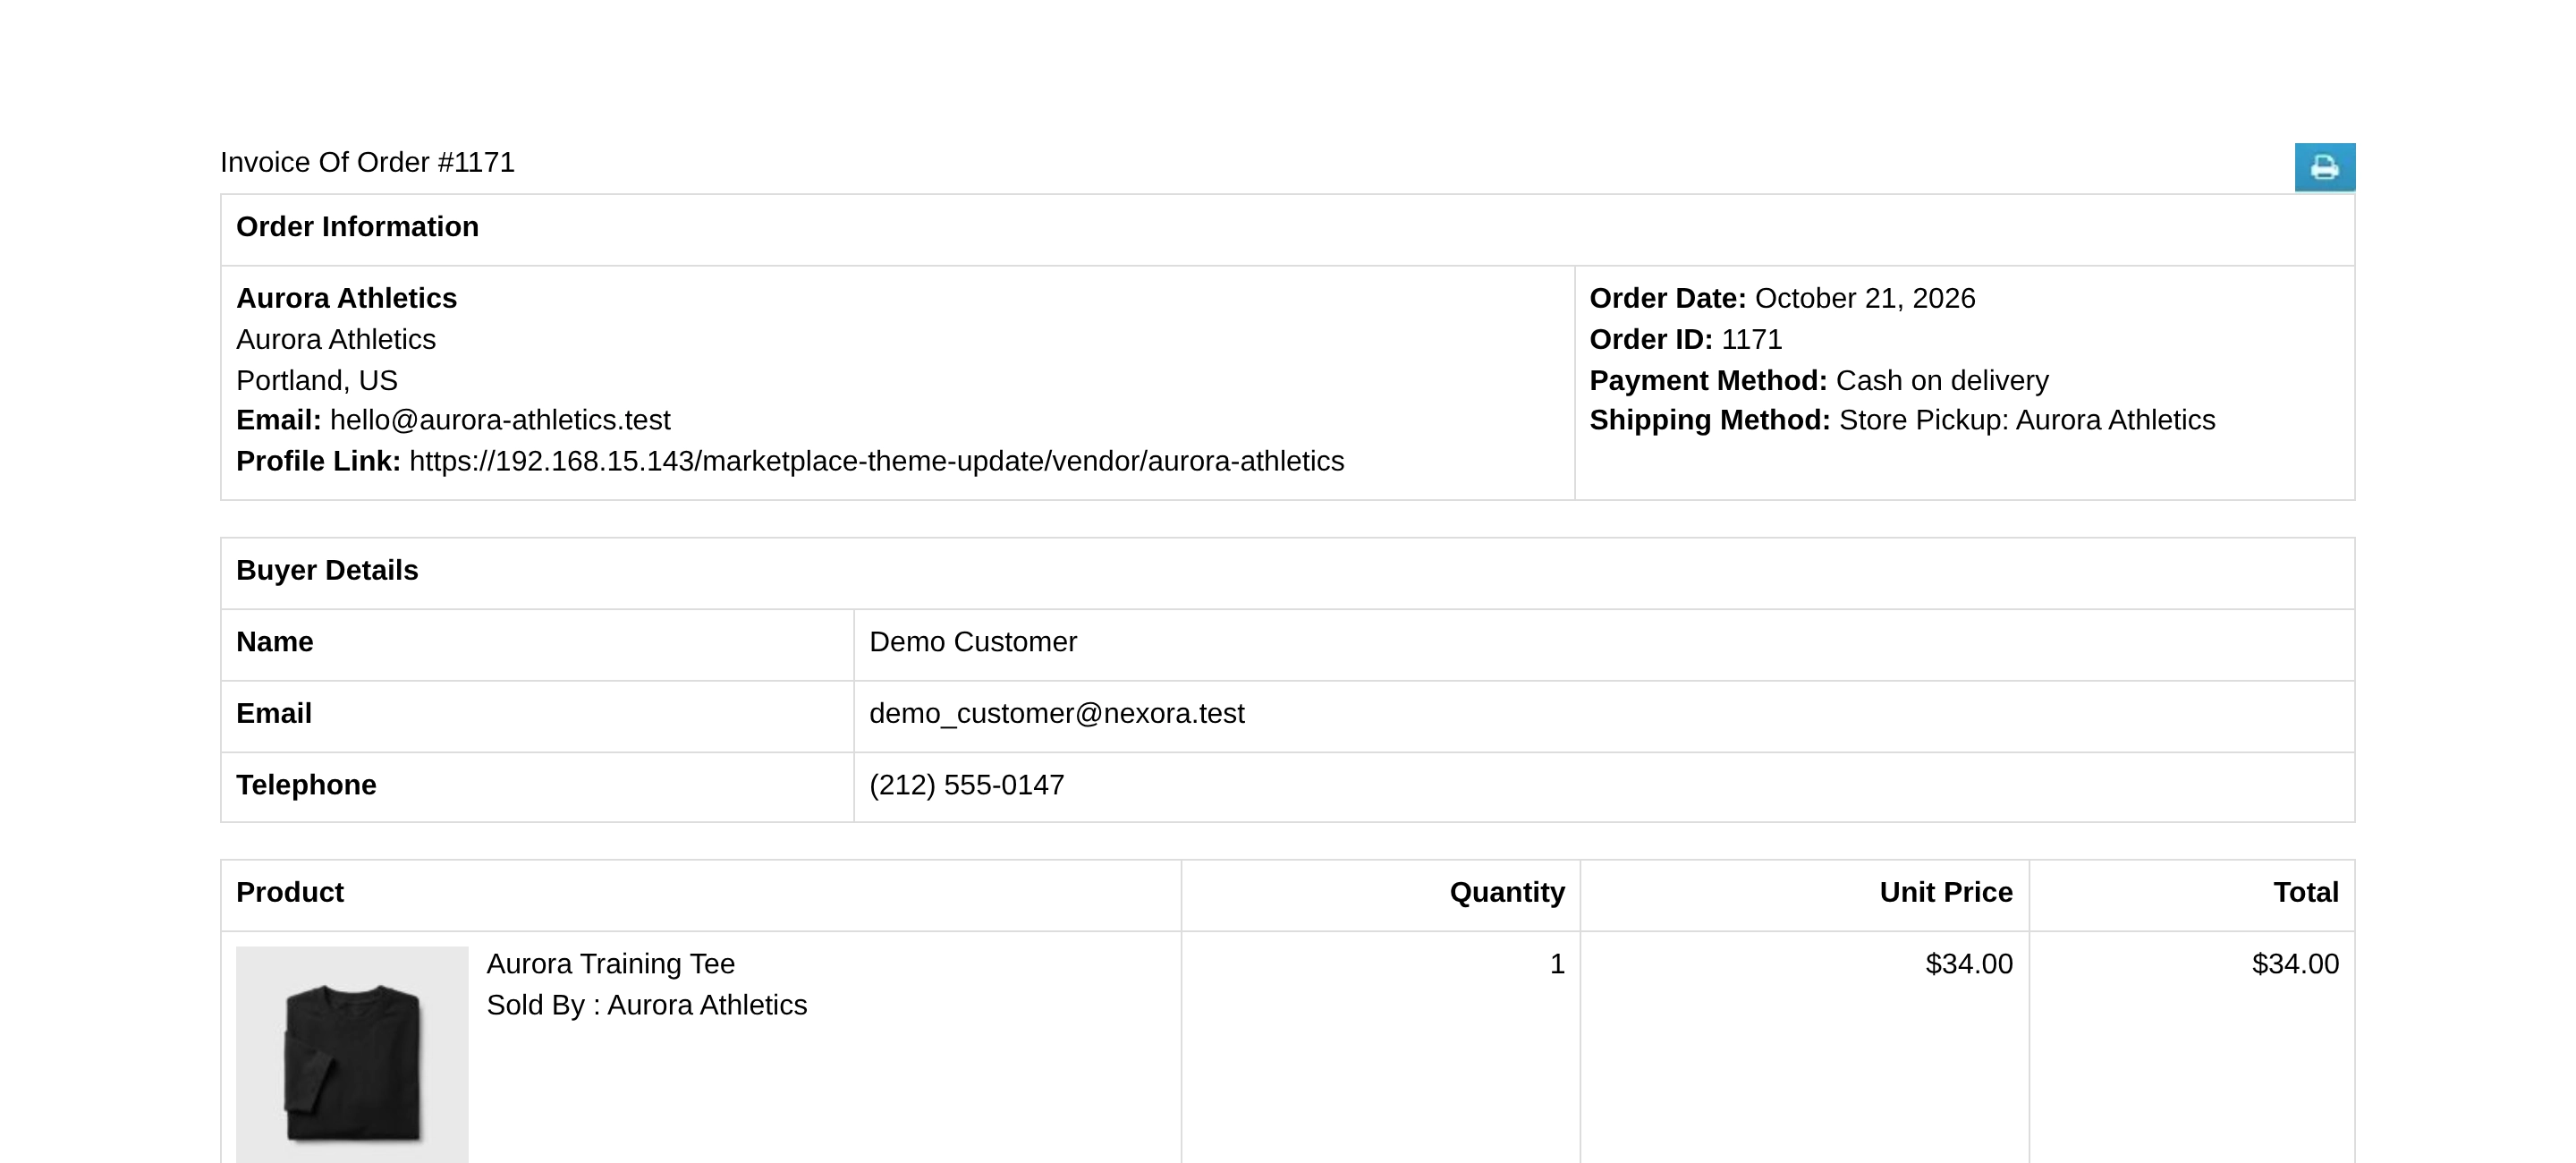 Invoice Of Order #1171
Order Information
Aurora Athletics
Aurora Athletics
Portland, US
Email: hello@aurora-athletics.test
Profile Link: https://192.168.15.143/marketplace-theme-update/vendor/aurora-athletics
Order Date: October 21, 2026
Order ID: 1171
Payment Method: Cash on delivery
Shipping Method: Store Pickup: Aurora Athletics
Buyer Details
Name Demo Customer
Email demo_customer@nexora.test
Telephone (212) 555-0147
Product Quantity Unit Price Total
Aurora Training Tee 1 $34.00 $34.00
Sold By : Aurora Athletics